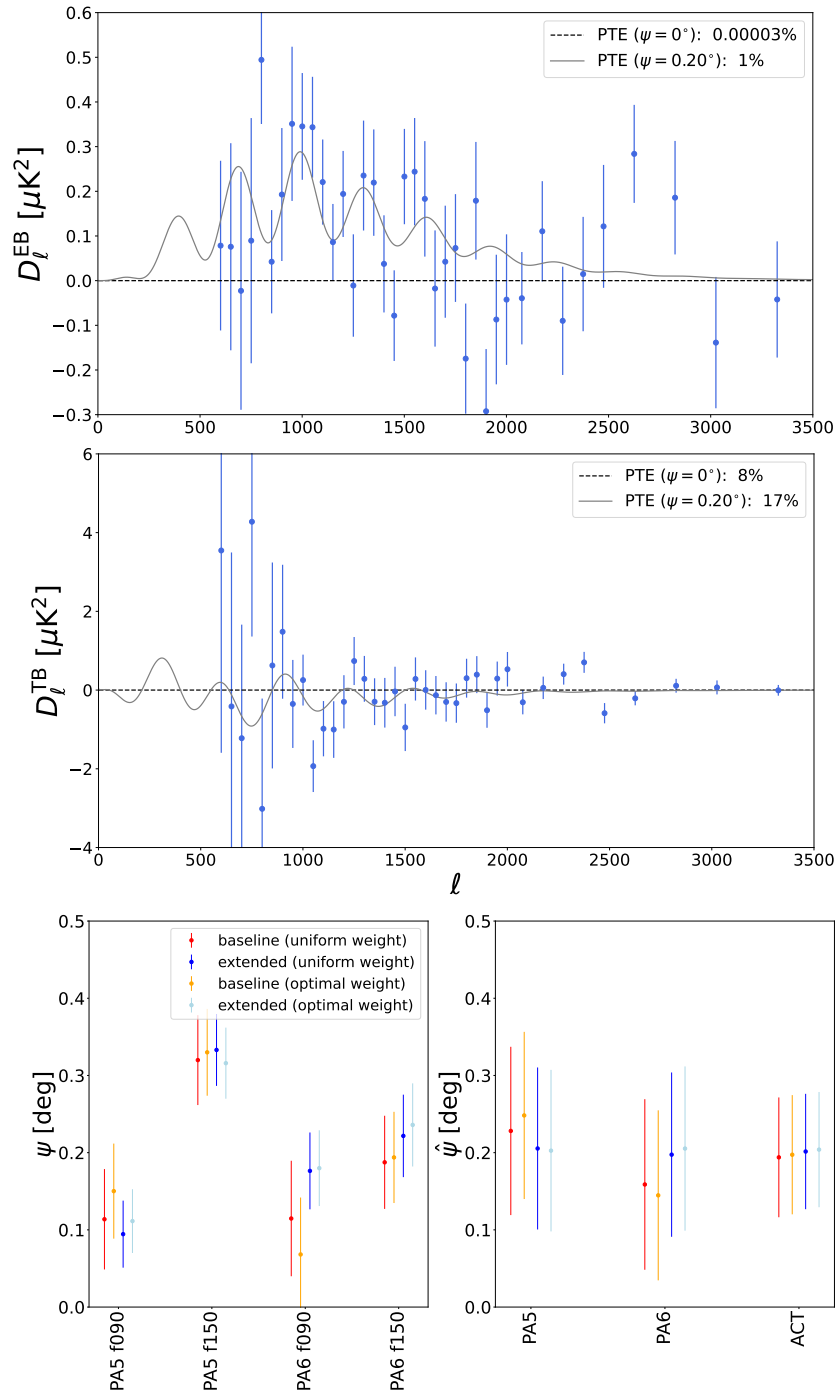 0.6
0.5
0.4
0.3
0.2
0.1
0.0
−0.1
−0.2
−0.3
D_ℓ^EB [μK²]
PTE (ψ = 0°): 0.00003%
PTE (ψ = 0.20°): 1%
0 500 1000 1500 2000 2500 3000 3500
6
4
2
0
−2
−4
D_ℓ^TB [μK²]
PTE (ψ = 0°): 8%
PTE (ψ = 0.20°): 17%
0 500 1000 1500 2000 2500 3000 3500
ℓ
0.5
0.4
0.3
0.2
0.1
0.0
ψ [deg]
baseline (uniform weight)
extended (uniform weight)
baseline (optimal weight)
extended (optimal weight)
PA5 f090
PA5 f150
PA6 f090
PA6 f150
0.5
0.4
0.3
0.2
0.1
0.0
ψ̂ [deg]
PA5
PA6
ACT